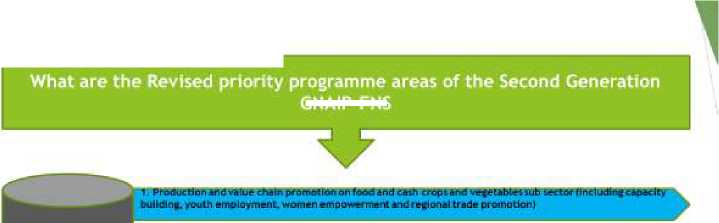 What are the Revised priority programme areas of the Second Generation
GNAIP-FNS
1. Production and value chain promotion on food and cash crops and vegetables sub sector (including capacity
building, youth employment, women empowerment and regional trade promotion)